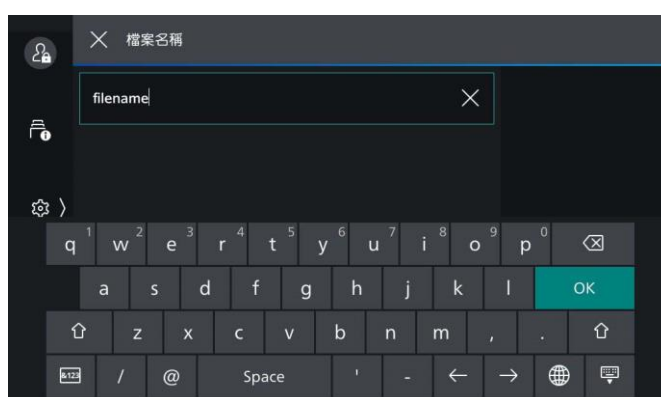 檔案名稱
filename
q 1 w 2 e 3 r 4 t 5 y 6 u 7 i 8 o 9 p 0
a s d f g h j k l OK
z x c v b n m , .
&123 / @ Space ' -